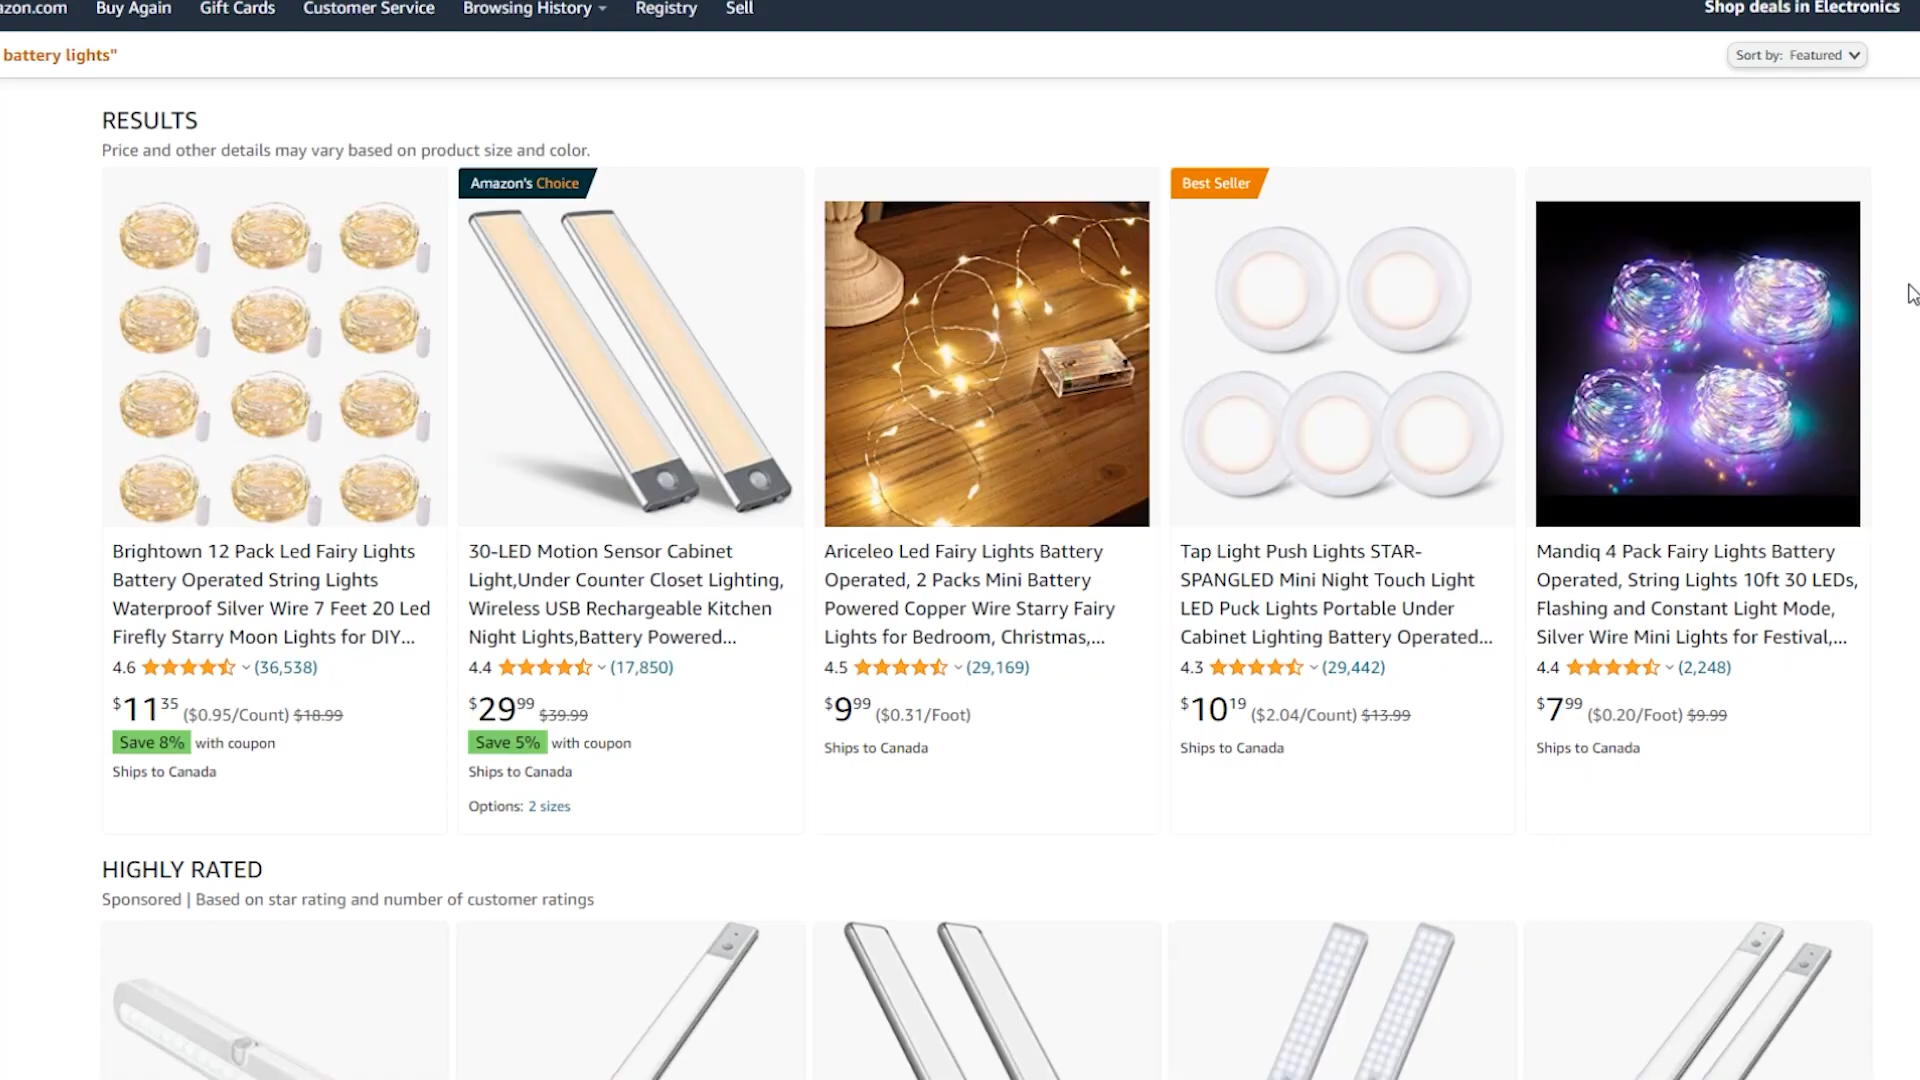 azon.com Buy Again Gift Cards Customer Service Browsing History Registry Sell Shop deals in Electronics
battery lights"
Sort by: Featured
RESULTS
Price and other details may vary based on product size and color.
Amazon's Choice
Best Seller
Brightown 12 Pack Led Fairy Lights
Battery Operated String Lights
Waterproof Silver Wire 7 Feet 20 Led
Firefly Starry Moon Lights for DIY...
4.6 (36,538)
$11 35 ($0.95/Count) $18.99
Save 8% with coupon
Ships to Canada
30-LED Motion Sensor Cabinet
Light,Under Counter Closet Lighting,
Wireless USB Rechargeable Kitchen
Night Lights,Battery Powered...
4.4 (17,850)
$29 99 $39.99
Save 5% with coupon
Ships to Canada
Options: 2 sizes
Ariceleo Led Fairy Lights Battery
Operated, 2 Packs Mini Battery
Powered Copper Wire Starry Fairy
Lights for Bedroom, Christmas,...
4.5 (29,169)
$9 99 ($0.31/Foot)
Ships to Canada
Tap Light Push Lights STAR-
SPANGLED Mini Night Touch Light
LED Puck Lights Portable Under
Cabinet Lighting Battery Operated...
4.3 (29,442)
$10 19 ($2.04/Count) $13.99
Ships to Canada
Mandiq 4 Pack Fairy Lights Battery
Operated, String Lights 10ft 30 LEDs,
Flashing and Constant Light Mode,
Silver Wire Mini Lights for Festival,...
4.4 (2,248)
$7 99 ($0.20/Foot) $9.99
Ships to Canada
HIGHLY RATED
Sponsored | Based on star rating and number of customer ratings